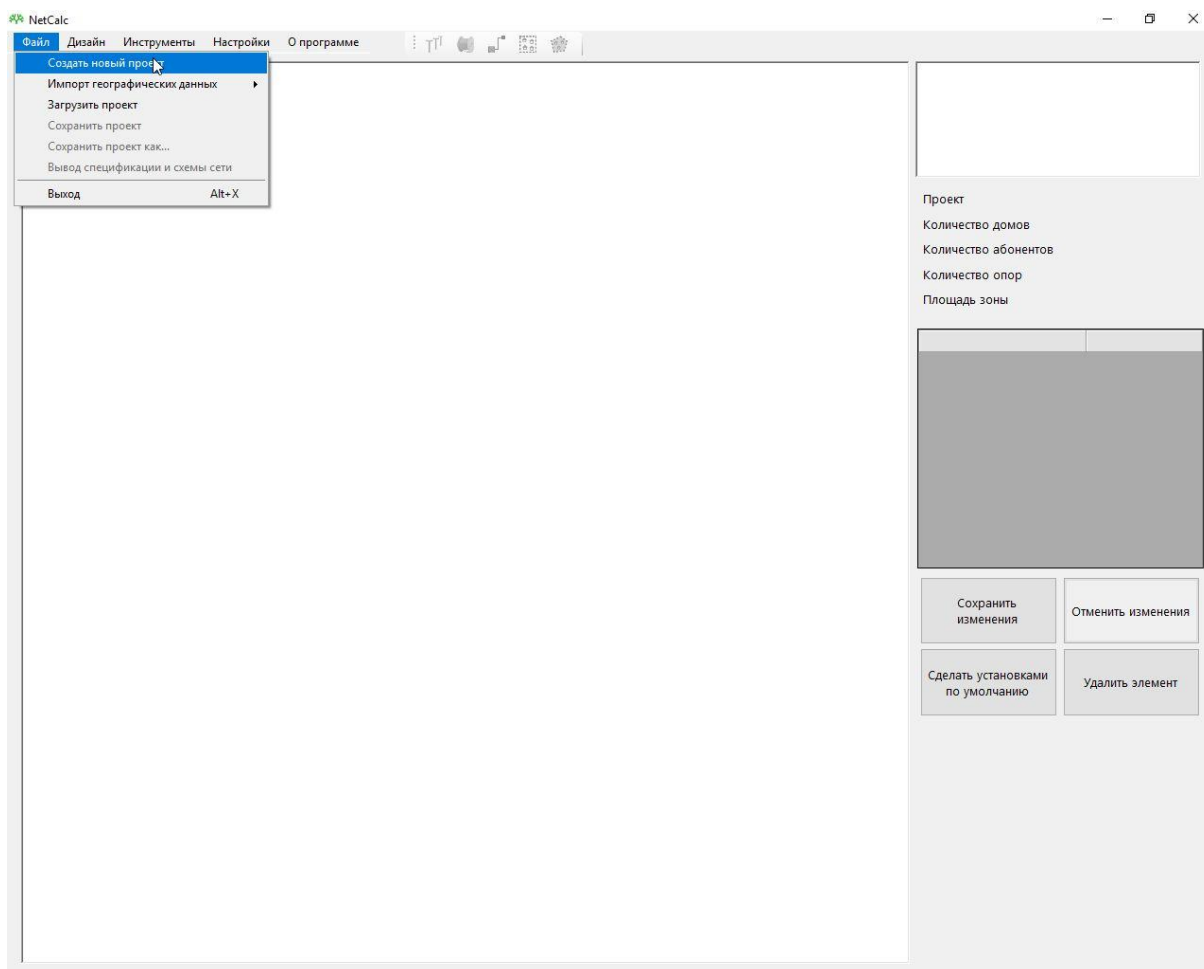 NetCalc
Файл Дизайн Инструменты Настройки О программе
Создать новый проект
Импорт географических данных
Загрузить проект
Сохранить проект
Сохранить проект как...
Вывод спецификации и схемы сети
Выход Alt+X
Проект
Количество домов
Количество абонентов
Количество опор
Площадь зоны
Сохранить
изменения
Отменить изменения
Сделать установками
по умолчанию
Удалить элемент